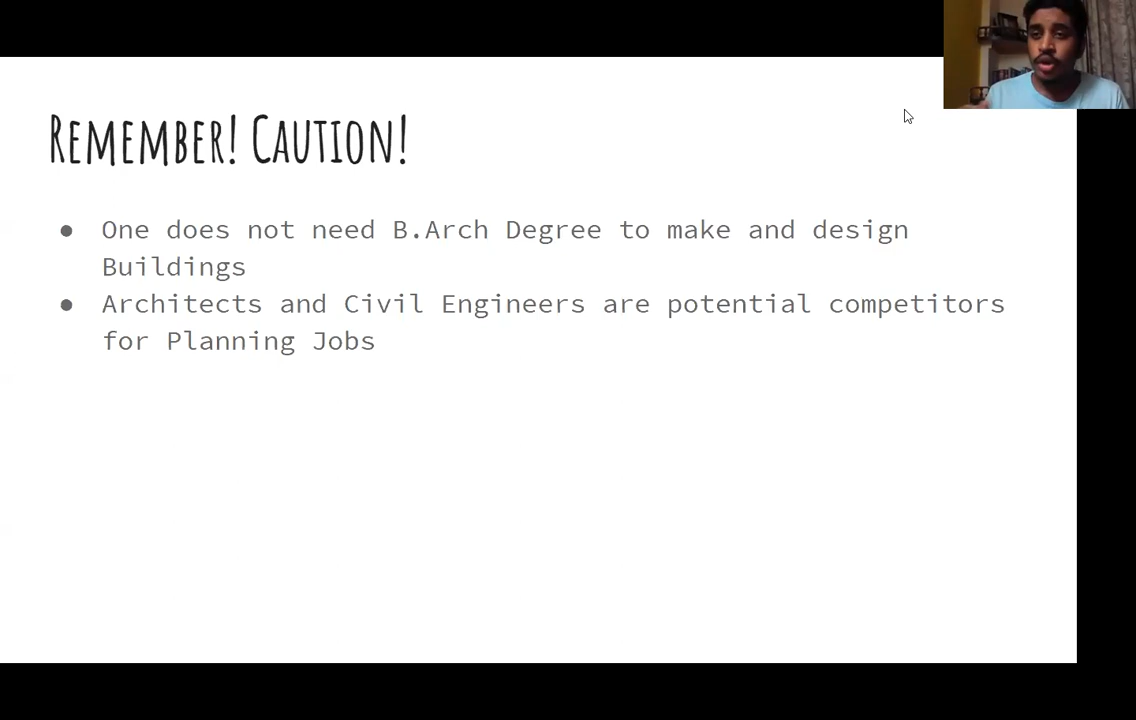 Remember! Caution!
● One does not need B.Arch Degree to make and design
Buildings
● Architects and Civil Engineers are potential competitors
for Planning Jobs